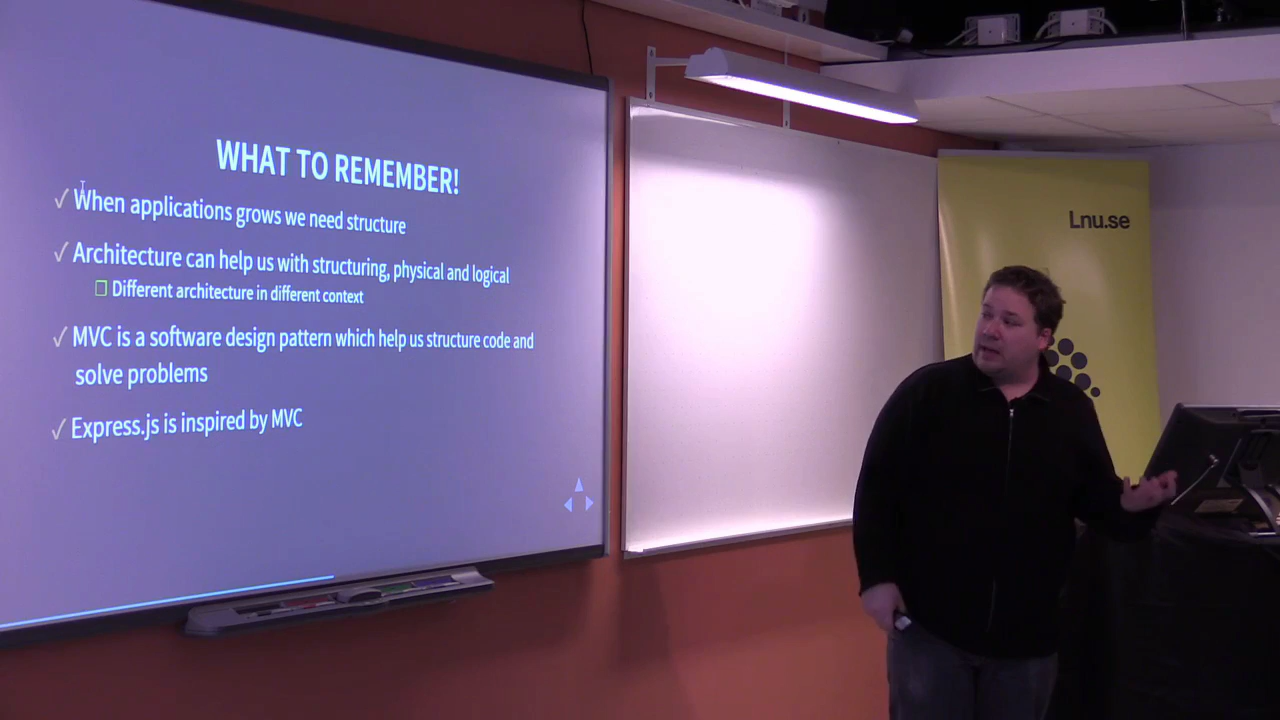 WHAT TO REMEMBER!
✓ When applications grows we need structure
✓ Architecture can help us with structuring, physical and logical
Different architecture in different context
✓ MVC is a software design pattern which help us structure code and
solve problems
✓ Express.js is inspired by MVC
Lnu.se